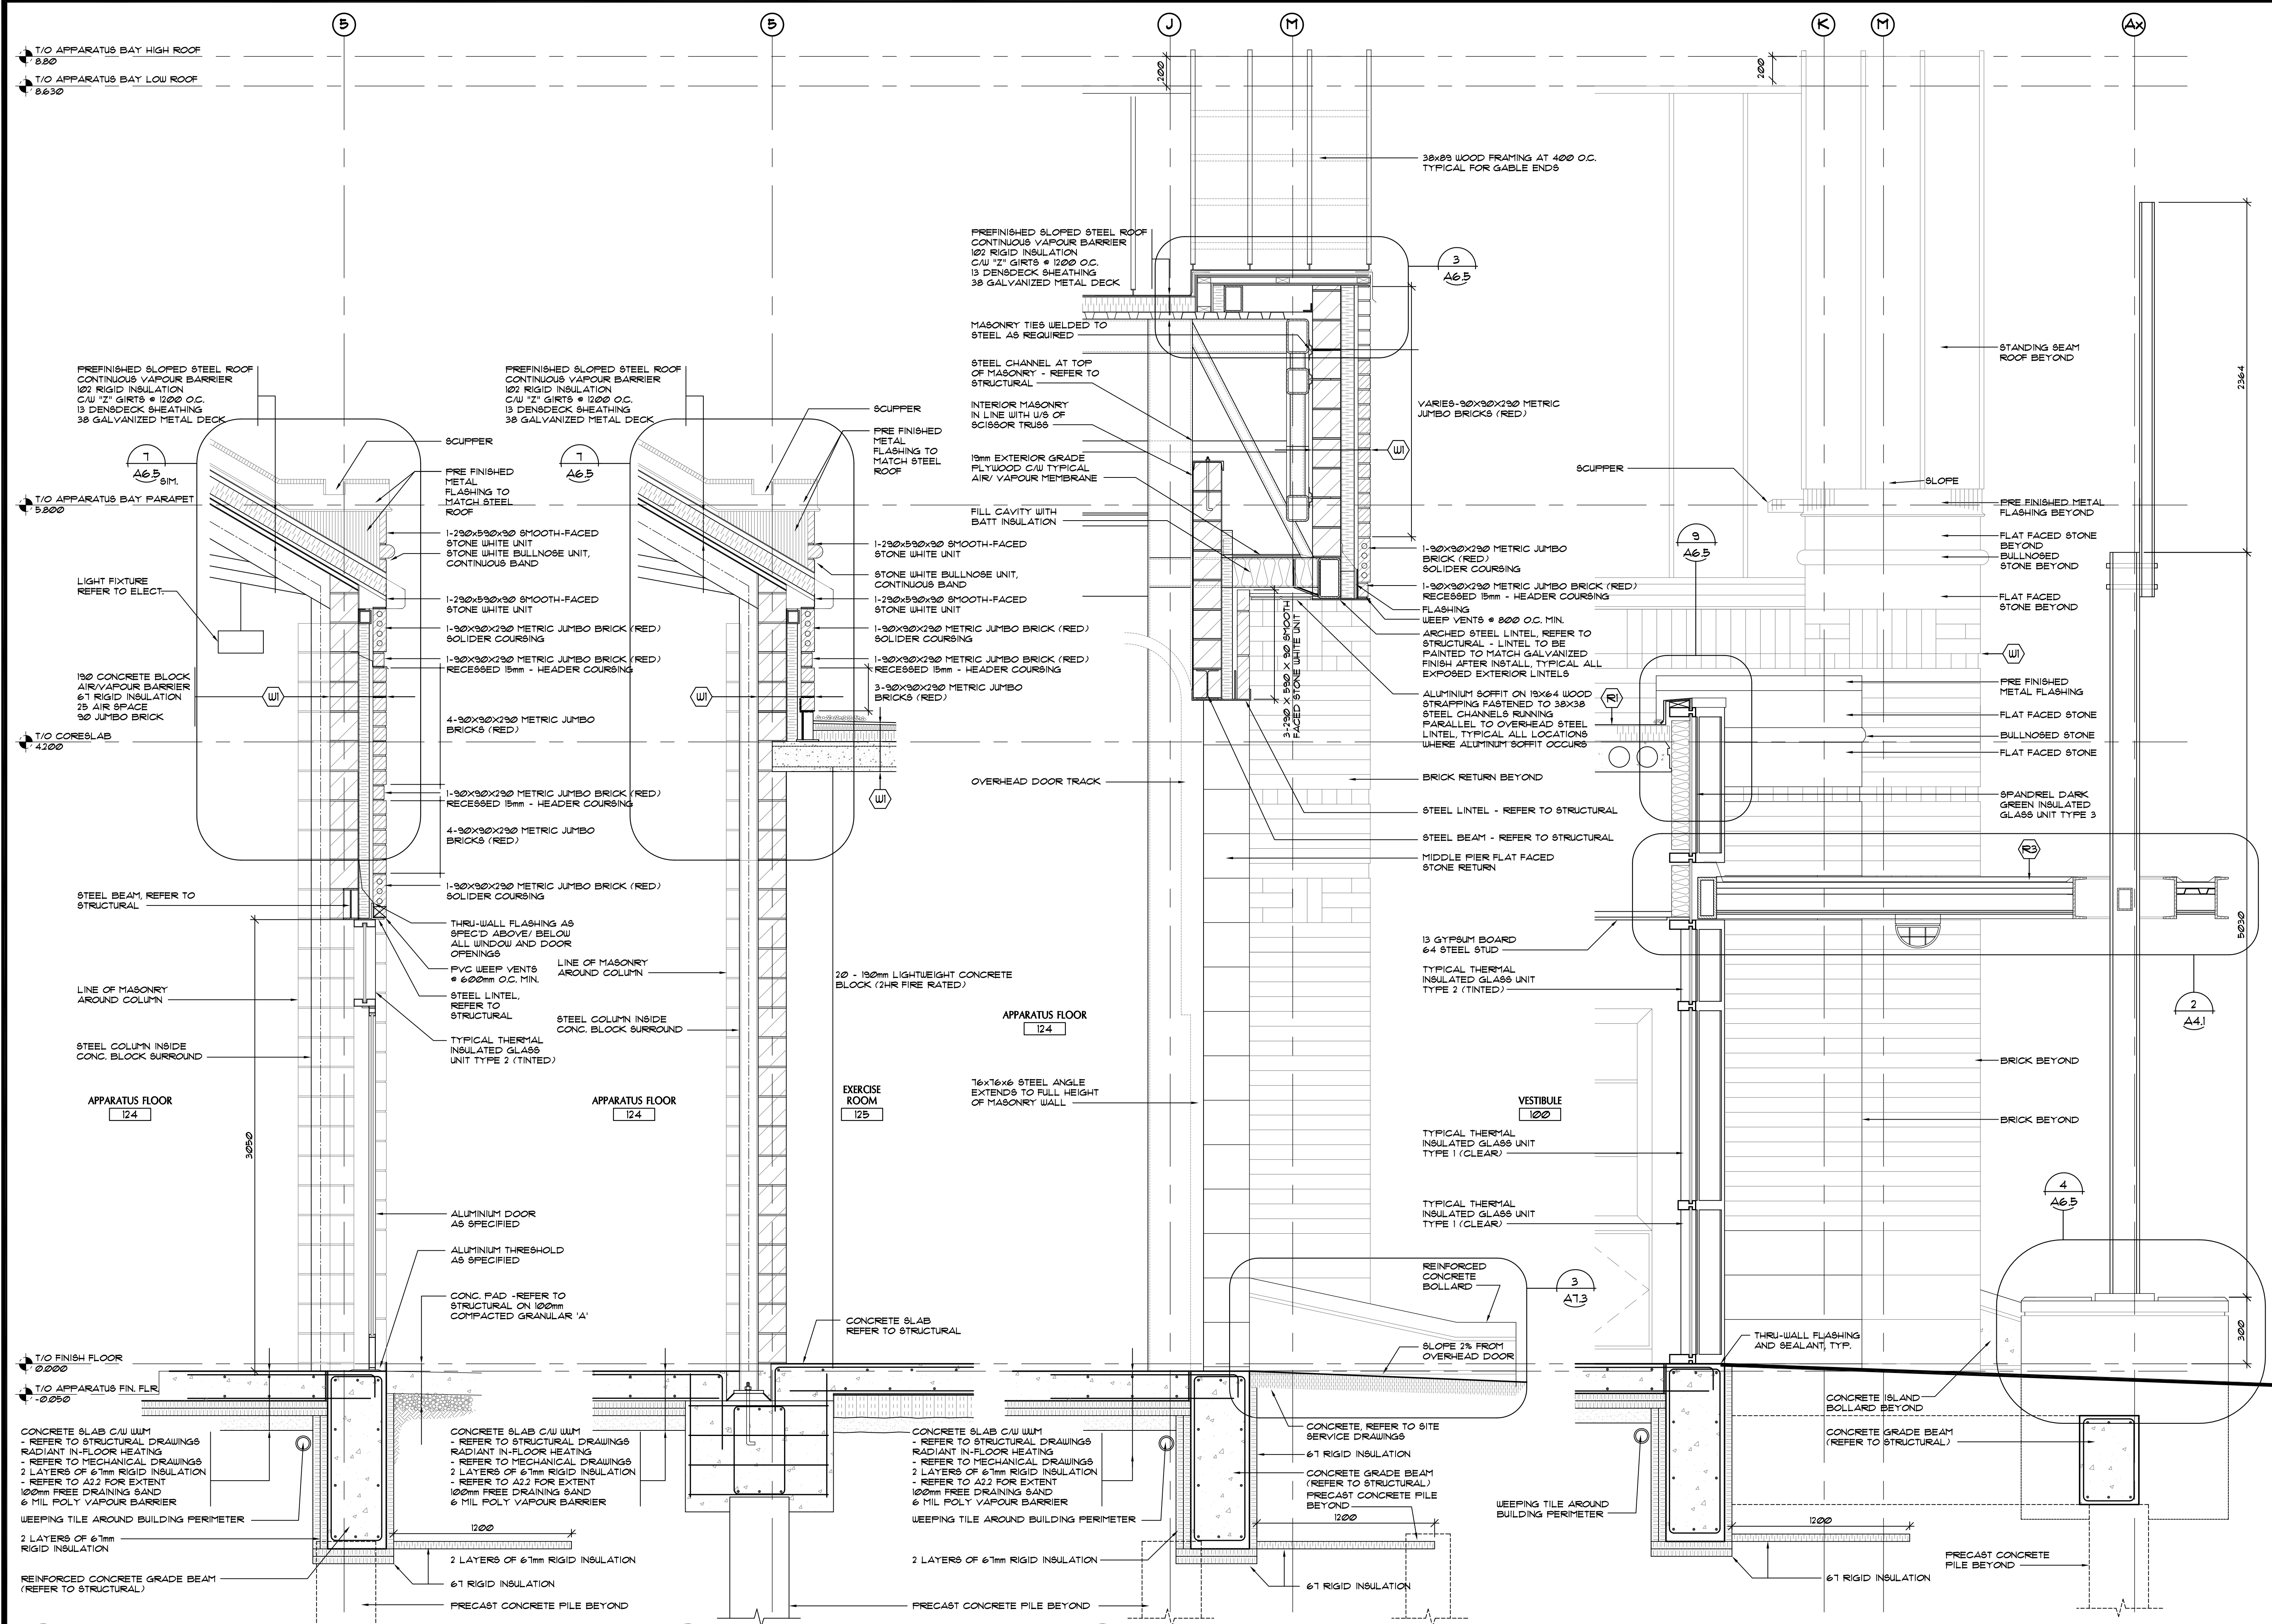 5
5
J
M
K
M
Ax
T/O APPARATUS BAY HIGH ROOF
8.80
T/O APPARATUS BAY LOW ROOF
8.630
T/O APPARATUS BAY PARAPET
5.800
T/O CORESLAB
4.200
T/O FINISH FLOOR
0.000
T/O APPARATUS FIN. FLR.
-0.050
PREFINISHED SLOPED STEEL ROOF
CONTINUOUS VAPOUR BARRIER
102 RIGID INSULATION
C/W "Z" GIRTS @ 1200 O.C.
13 DENSDECK SHEATHING
38 GALVANIZED METAL DECK
7
A6.5
SIM.
SCUPPER
PRE FINISHED
METAL
FLASHING TO
MATCH STEEL
ROOF
1-290x590x90 SMOOTH-FACED
STONE WHITE UNIT
STONE WHITE BULLNOSE UNIT,
CONTINUOUS BAND
LIGHT FIXTURE
REFER TO ELECT.
1-290x590x90 SMOOTH-FACED
STONE WHITE UNIT
1-90X90X290 METRIC JUMBO BRICK (RED)
SOLIDER COURSING
1-90X90X290 METRIC JUMBO BRICK (RED)
RECESSED 15mm - HEADER COURSING
190 CONCRETE BLOCK
AIR/VAPOUR BARRIER
67 RIGID INSULATION
25 AIR SPACE
90 JUMBO BRICK
W1
4-90X90X290 METRIC JUMBO
BRICKS (RED)
1-90X90X290 METRIC JUMBO BRICK (RED)
RECESSED 15mm - HEADER COURSING
4-90X90X290 METRIC JUMBO
BRICKS (RED)
1-90X90X290 METRIC JUMBO BRICK (RED)
SOLIDER COURSING
STEEL BEAM, REFER TO
STRUCTURAL
THRU-WALL FLASHING AS
SPEC'D ABOVE/ BELOW
ALL WINDOW AND DOOR
OPENINGS
PVC WEEP VENTS
@ 600mm O.C. MIN.
STEEL LINTEL,
REFER TO
STRUCTURAL
LINE OF MASONRY
AROUND COLUMN
STEEL COLUMN INSIDE
CONC. BLOCK SURROUND
TYPICAL THERMAL
INSULATED GLASS
UNIT TYPE 2 (TINTED)
APPARATUS FLOOR
124
3050
ALUMINIUM DOOR
AS SPECIFIED
ALUMINIUM THRESHOLD
AS SPECIFIED
CONC. PAD -REFER TO
STRUCTURAL ON 100mm
COMPACTED GRANULAR 'A'
CONCRETE SLAB C/W WWM
- REFER TO STRUCTURAL DRAWINGS
RADIANT IN-FLOOR HEATING
- REFER TO MECHANICAL DRAWINGS
2 LAYERS OF 67mm RIGID INSULATION
- REFER TO A2.2 FOR EXTENT
100mm FREE DRAINING SAND
6 MIL POLY VAPOUR BARRIER
WEEPING TILE AROUND BUILDING PERIMETER
2 LAYERS OF 67mm
RIGID INSULATION
REINFORCED CONCRETE GRADE BEAM
(REFER TO STRUCTURAL)
1200
2 LAYERS OF 67mm RIGID INSULATION
67 RIGID INSULATION
PRECAST CONCRETE PILE BEYOND
PREFINISHED SLOPED STEEL ROOF
CONTINUOUS VAPOUR BARRIER
102 RIGID INSULATION
C/W "Z" GIRTS @ 1200 O.C.
13 DENSDECK SHEATHING
38 GALVANIZED METAL DECK
7
A6.5
SCUPPER
PRE FINISHED
METAL
FLASHING TO
MATCH STEEL
ROOF
1-290x590x90 SMOOTH-FACED
STONE WHITE UNIT
STONE WHITE BULLNOSE UNIT,
CONTINUOUS BAND
1-290x590x90 SMOOTH-FACED
STONE WHITE UNIT
1-90X90X290 METRIC JUMBO BRICK (RED)
SOLIDER COURSING
1-90X90X290 METRIC JUMBO BRICK (RED)
RECESSED 15mm - HEADER COURSING
3-90X90X290 METRIC JUMBO
BRICKS (RED)
W1
W1
LINE OF MASONRY
AROUND COLUMN
20 - 190mm LIGHTWEIGHT CONCRETE
BLOCK (2HR FIRE RATED)
STEEL COLUMN INSIDE
CONC. BLOCK SURROUND
APPARATUS FLOOR
124
EXERCISE
ROOM
125
CONCRETE SLAB
REFER TO STRUCTURAL
CONCRETE SLAB C/W WWM
- REFER TO STRUCTURAL DRAWINGS
RADIANT IN-FLOOR HEATING
- REFER TO MECHANICAL DRAWINGS
2 LAYERS OF 67mm RIGID INSULATION
- REFER TO A2.2 FOR EXTENT
100mm FREE DRAINING SAND
6 MIL POLY VAPOUR BARRIER
PRECAST CONCRETE PILE BEYOND
200
38x89 WOOD FRAMING AT 400 O.C.
TYPICAL FOR GABLE ENDS
PREFINISHED SLOPED STEEL ROOF
CONTINUOUS VAPOUR BARRIER
102 RIGID INSULATION
C/W "Z" GIRTS @ 1200 O.C.
13 DENSDECK SHEATHING
38 GALVANIZED METAL DECK
3
A6.5
MASONRY TIES WELDED TO
STEEL AS REQUIRED
STEEL CHANNEL AT TOP
OF MASONRY - REFER TO
STRUCTURAL
INTERIOR MASONRY
IN LINE WITH U/S OF
SCISSOR TRUSS
19mm EXTERIOR GRADE
PLYWOOD C/W TYPICAL
AIR/ VAPOUR MEMBRANE
FILL CAVITY WITH
BATT INSULATION
VARIES-90X90X290 METRIC
JUMBO BRICKS (RED)
W1
1-90X90X290 METRIC JUMBO
BRICK (RED)
SOLIDER COURSING
1-90X90X290 METRIC JUMBO BRICK (RED)
RECESSED 15mm - HEADER COURSING
FLASHING
WEEP VENTS @ 800 O.C. MIN.
ARCHED STEEL LINTEL, REFER TO
STRUCTURAL - LINTEL TO BE
PAINTED TO MATCH GALVANIZED
FINISH AFTER INSTALL, TYPICAL ALL
EXPOSED EXTERIOR LINTELS
3-290 X 590 X 90 SMOOTH
FACED STONE WHITE UNIT
ALUMINIUM SOFFIT ON 19X64 WOOD
STRAPPING FASTENED TO 38X38
STEEL CHANNELS RUNNING
PARALLEL TO OVERHEAD STEEL
LINTEL, TYPICAL ALL LOCATIONS
WHERE ALUMINUM SOFFIT OCCURS
OVERHEAD DOOR TRACK
BRICK RETURN BEYOND
STEEL LINTEL - REFER TO STRUCTURAL
STEEL BEAM - REFER TO STRUCTURAL
MIDDLE PIER FLAT FACED
STONE RETURN
APPARATUS FLOOR
124
76x76x6 STEEL ANGLE
EXTENDS TO FULL HEIGHT
OF MASONRY WALL
REINFORCED
CONCRETE
BOLLARD
3
A7.3
SLOPE 2% FROM
OVERHEAD DOOR
CONCRETE SLAB C/W WWM
- REFER TO STRUCTURAL DRAWINGS
RADIANT IN-FLOOR HEATING
- REFER TO MECHANICAL DRAWINGS
2 LAYERS OF 67mm RIGID INSULATION
- REFER TO A2.2 FOR EXTENT
100mm FREE DRAINING SAND
6 MIL POLY VAPOUR BARRIER
WEEPING TILE AROUND BUILDING PERIMETER
2 LAYERS OF 67mm RIGID INSULATION
CONCRETE, REFER TO SITE
SERVICE DRAWINGS
67 RIGID INSULATION
CONCRETE GRADE BEAM
(REFER TO STRUCTURAL)
PRECAST CONCRETE PILE
BEYOND
1200
67 RIGID INSULATION
200
STANDING SEAM
ROOF BEYOND
2364
SCUPPER
SLOPE
PRE FINISHED METAL
FLASHING BEYOND
9
A6.5
FLAT FACED STONE
BEYOND
BULLNOSED
STONE BEYOND
FLAT FACED
STONE BEYOND
W1
R1
PRE FINISHED
METAL FLASHING
FLAT FACED STONE
BULLNOSED STONE
FLAT FACED STONE
SPANDREL DARK
GREEN INSULATED
GLASS UNIT TYPE 3
R3
5030
13 GYPSUM BOARD
64 STEEL STUD
TYPICAL THERMAL
INSULATED GLASS UNIT
TYPE 2 (TINTED)
2
A4.1
BRICK BEYOND
VESTIBULE
100
BRICK BEYOND
TYPICAL THERMAL
INSULATED GLASS UNIT
TYPE 1 (CLEAR)
TYPICAL THERMAL
INSULATED GLASS UNIT
TYPE 1 (CLEAR)
4
A6.5
300
THRU-WALL FLASHING
AND SEALANT, TYP.
CONCRETE ISLAND
BOLLARD BEYOND
CONCRETE GRADE BEAM
(REFER TO STRUCTURAL)
WEEPING TILE AROUND
BUILDING PERIMETER
1200
PRECAST CONCRETE
PILE BEYOND
67 RIGID INSULATION